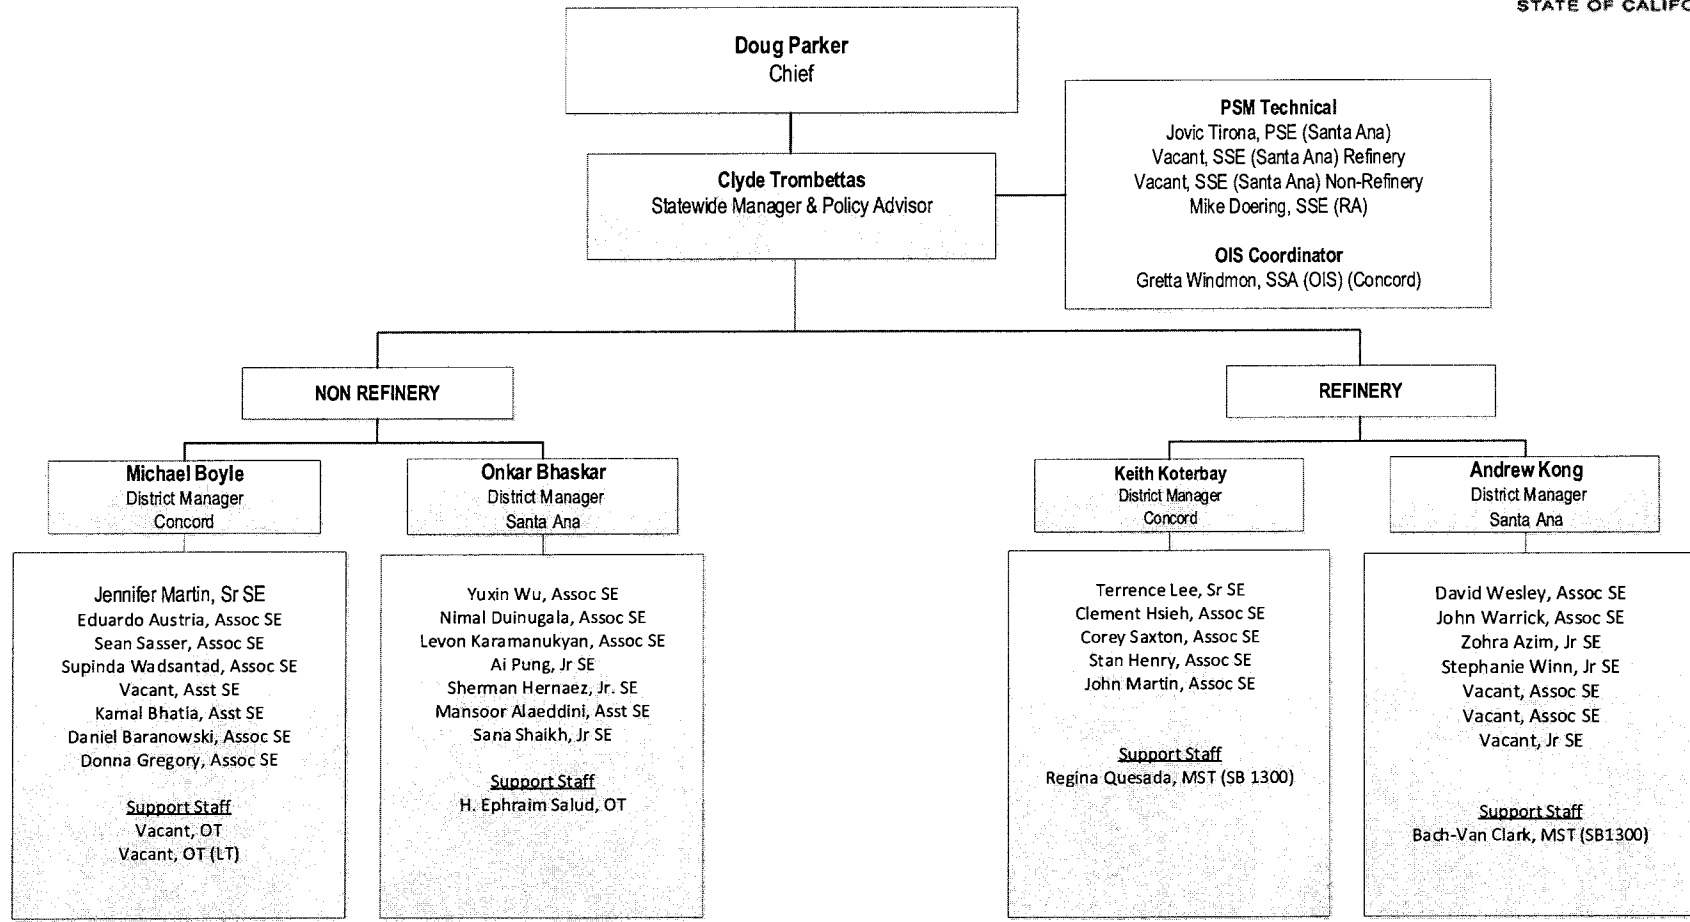 STATE OF
Doug Parker
Chief
PSM Technical
Jovic Tirona, PSE (Santa Ana)
Vacant, SSE (Santa Ana) Refinery
Vacant, SSE (Santa Ana) Non-Refinery
Mike Doering, SSE (RA)
OIS Coordinator
Gretta Windmon, SSA (OIS) (Concord)
Clyde Trombettas
Statewide Manager & Policy Advisor
NON REFINERY
REFINERY
Michael Boyle
District Manager
Concord
Onkar Bhaskar
District Manager
Santa Ana
Keith Koterbay
District Manager
Concord
Andrew Kong
District Manager
Santa Ana
Jennifer Martin, Sr SE
Eduardo Austria, Assoc SE
Sean Sasser, Assoc SE
Supinda Wadsantad, Assoc SE
Vacant, Asst SE
Kamal Bhatia, Asst SE
Daniel Baranowski, Assoc SE
Donna Gregory, Assoc SE
Support Staff
Vacant, OT
Vacant, OT (LT)
Yuxin Wu, Assoc SE
Nimal Duinugala, Assoc SE
Levon Karamanukyan, Assoc SE
Ai Pung, Jr SE
Sherman Hernaez, Jr. SE
Mansoor Alaeddini, Asst SE
Sana Shaikh, Jr SE
Support Staff
H. Ephraim Salud, OT
Terrence Lee, Sr SE
Clement Hsieh, Assoc SE
Corey Saxton, Assoc SE
Stan Henry, Assoc SE
John Martin, Assoc SE
Support Staff
Regina Quesada, MST (SB 1300)
David Wesley, Assoc SE
John Warrick, Assoc SE
Zohra Azim, Jr SE
Stephanie Winn, Jr SE
Vacant, Assoc SE
Vacant, Assoc SE
Vacant, Jr SE
Support Staff
Bach-Van Clark, MST (SB1300)